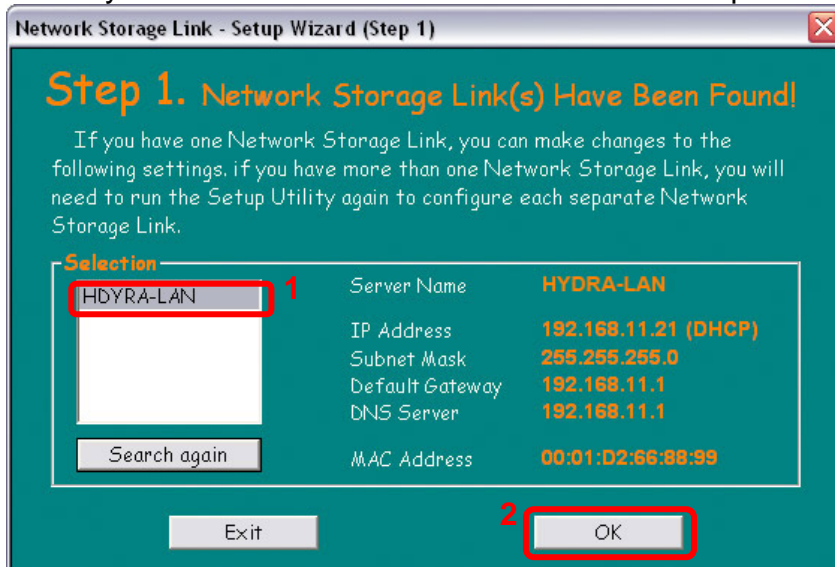 Network Storage Link - Setup Wizard (Step 1)
Step 1. Network Storage Link(s) Have Been Found!
If you have one Network Storage Link, you can make changes to the
following settings. if you have more than one Network Storage Link, you will
need to run the Setup Utility again to configure each separate Network
Storage Link.
Selection
HDYRA-LAN 1
Server Name HYDRA-LAN
IP Address 192.168.11.21 (DHCP)
Subnet Mask 255.255.255.0
Default Gateway 192.168.11.1
DNS Server 192.168.11.1
Search again
MAC Address 00:01:D2:66:88:99
Exit
2 OK